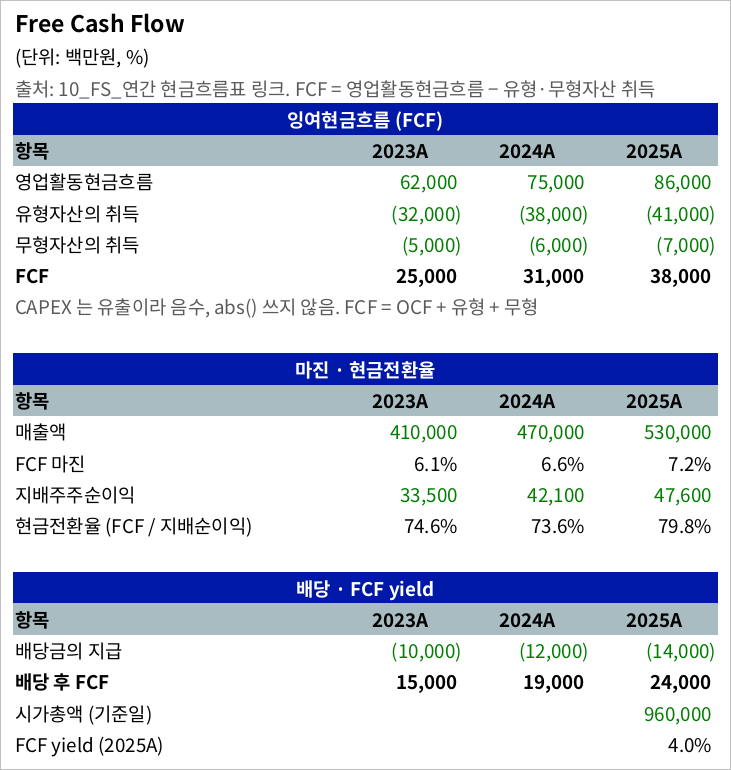 Free Cash Flow
(단위: 백만원, %)
출처: 10_FS_연간 현금흐름표 링크. FCF = 영업활동현금흐름 − 유형·무형자산 취득
잉여현금흐름 (FCF)
항목 2023A 2024A 2025A
영업활동현금흐름 62,000 75,000 86,000
유형자산의 취득 (32,000) (38,000) (41,000)
무형자산의 취득 (5,000) (6,000) (7,000)
FCF 25,000 31,000 38,000
CAPEX 는 유출이라 음수, abs() 쓰지 않음. FCF = OCF + 유형 + 무형
마진 · 현금전환율
항목 2023A 2024A 2025A
매출액 410,000 470,000 530,000
FCF 마진 6.1% 6.6% 7.2%
지배주주순이익 33,500 42,100 47,600
현금전환율 (FCF / 지배순이익) 74.6% 73.6% 79.8%
배당 · FCF yield
항목 2023A 2024A 2025A
배당금의 지급 (10,000) (12,000) (14,000)
배당 후 FCF 15,000 19,000 24,000
시가총액 (기준일) 960,000
FCF yield (2025A) 4.0%